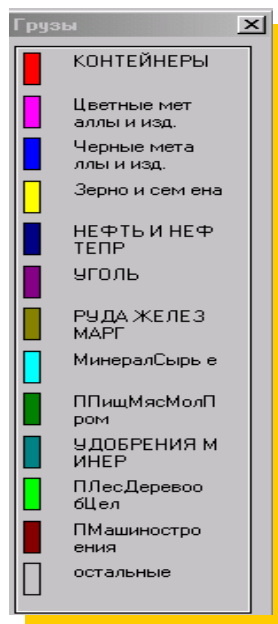 Грузы
КОНТЕЙНЕРЫ
Цветные мет
аллы и изд.
Черные мета
ллы и изд.
Зерно и сем ена
НЕФТЬ И НЕФ
ТЕПР
УГОЛЬ
РУДА ЖЕЛЕЗ
МАРГ
МинералСырь е
ППищМясМолП
ром
УДОБРЕНИЯ М
ИНЕР
ПЛесДеревоо
бЦел
ПМашиностро
ения
остальные